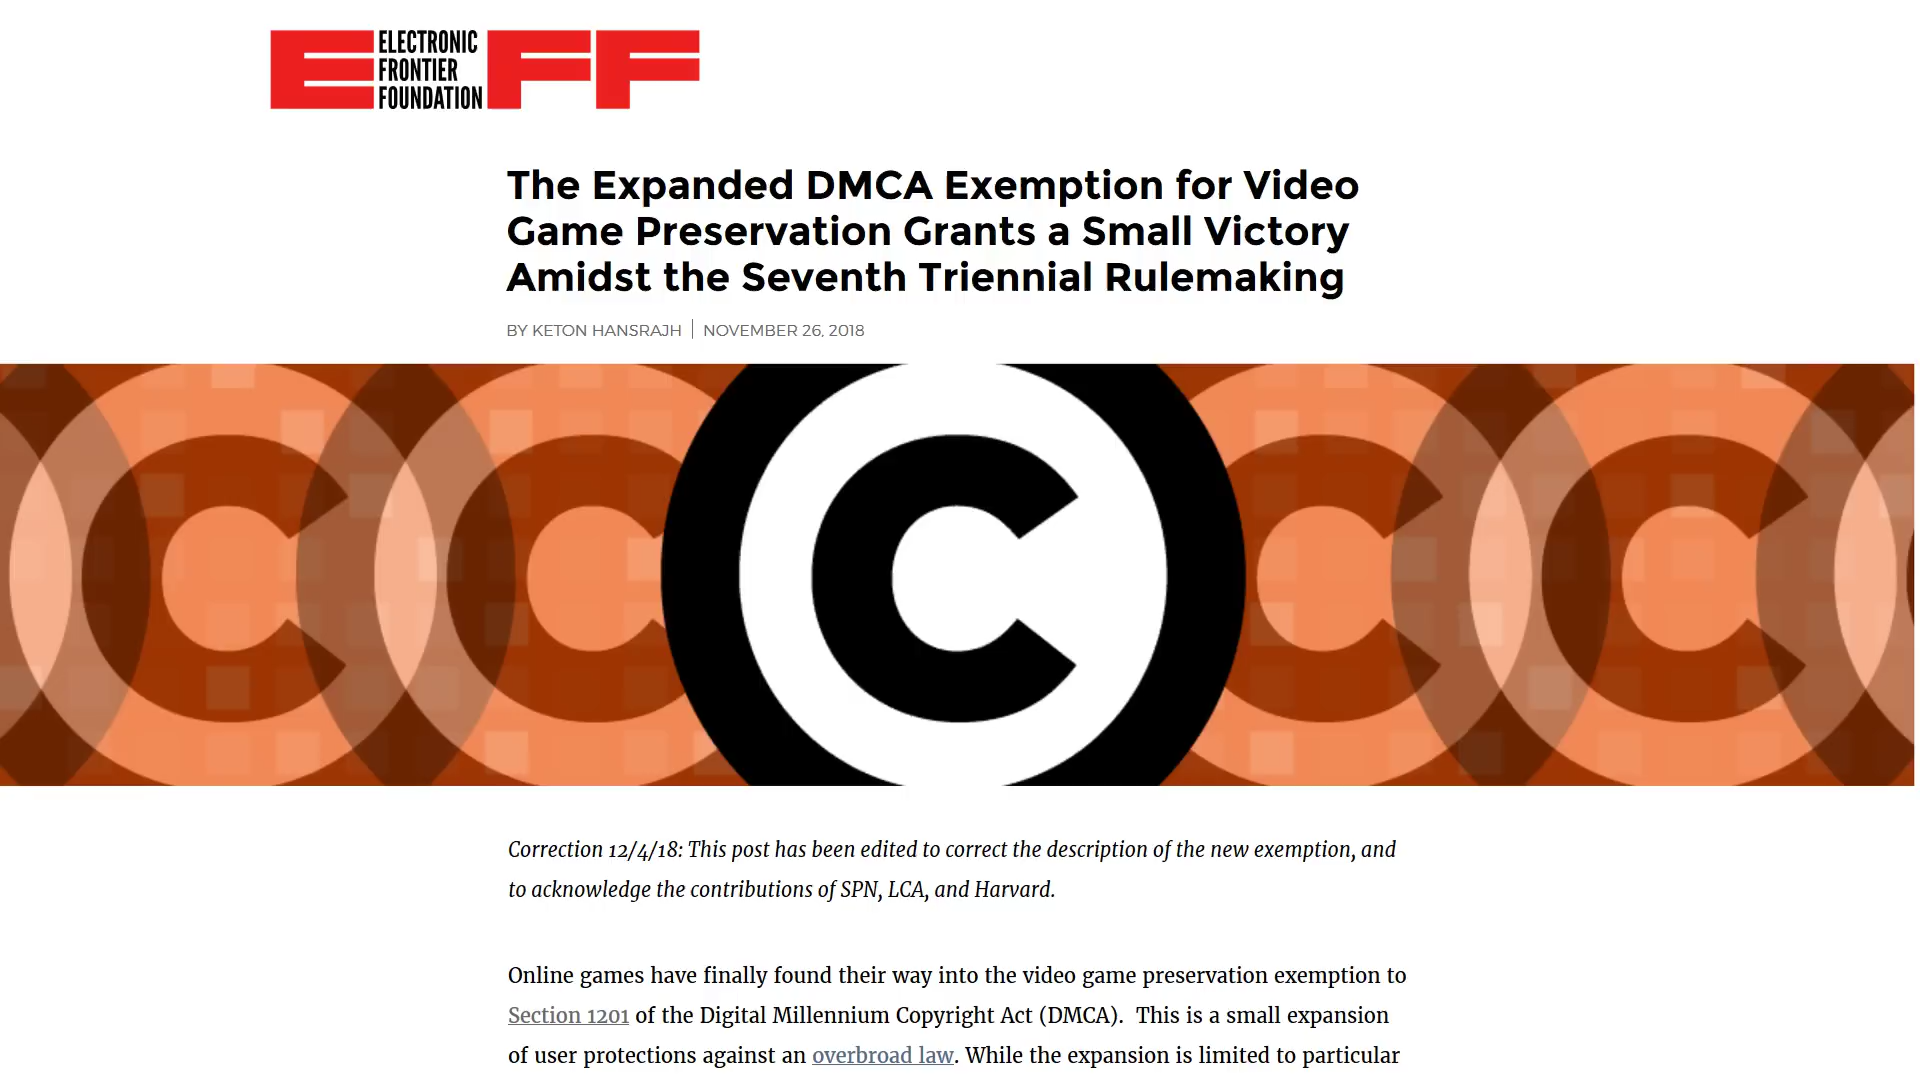 ELECTRONIC
FRONTIER
FOUNDATION
EFF
The Expanded DMCA Exemption for Video
Game Preservation Grants a Small Victory
Amidst the Seventh Triennial Rulemaking
BY KETON HANSRAJH | NOVEMBER 26, 2018
Correction 12/4/18: This post has been edited to correct the description of the new exemption, and
to acknowledge the contributions of SPN, LCA, and Harvard.
Online games have finally found their way into the video game preservation exemption to
Section 1201 of the Digital Millennium Copyright Act (DMCA).  This is a small expansion
of user protections against an overbroad law. While the expansion is limited to particular